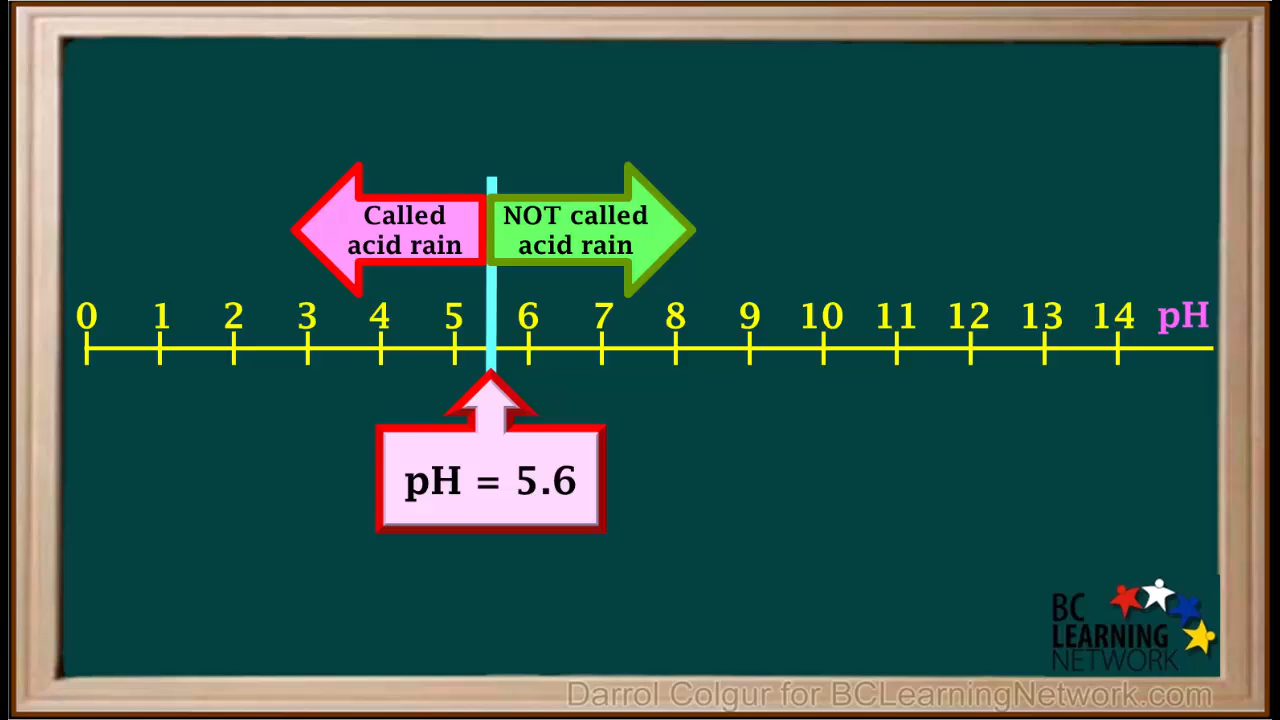 Called
acid rain
NOT called
acid rain
0 1 2 3 4 5 6 7 8 9 10 11 12 13 14 pH
pH = 5.6
BC
LEARNING
NETWORK
Darrol Colgur for BCLearningNetwork.com